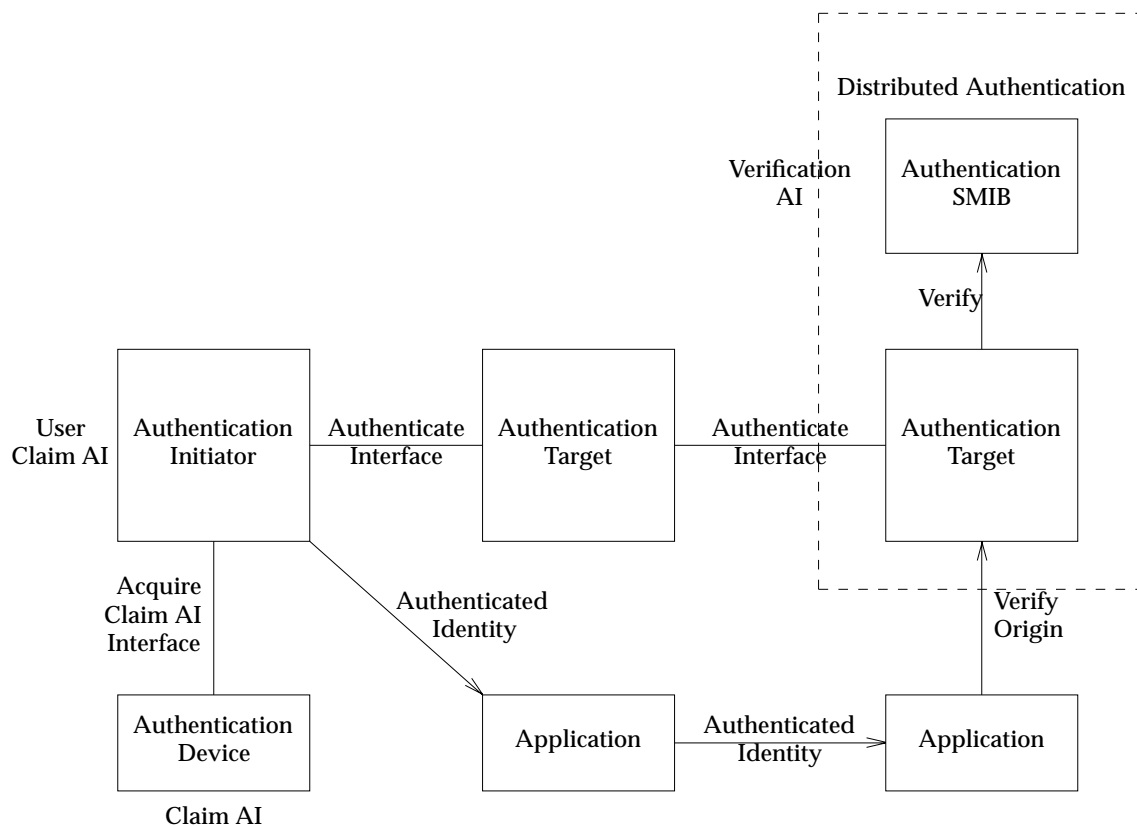 Distributed Authentication
Verification
AI
Authentication
SMIB
Verify
User
Claim AI
Authentication
Initiator
Authenticate
Interface
Authentication
Target
Authenticate
Interface
Authentication
Target
Acquire
Claim AI
Interface
Authenticated
Identity
Verify
Origin
Authentication
Device
Application
Authenticated
Identity
Application
Claim AI